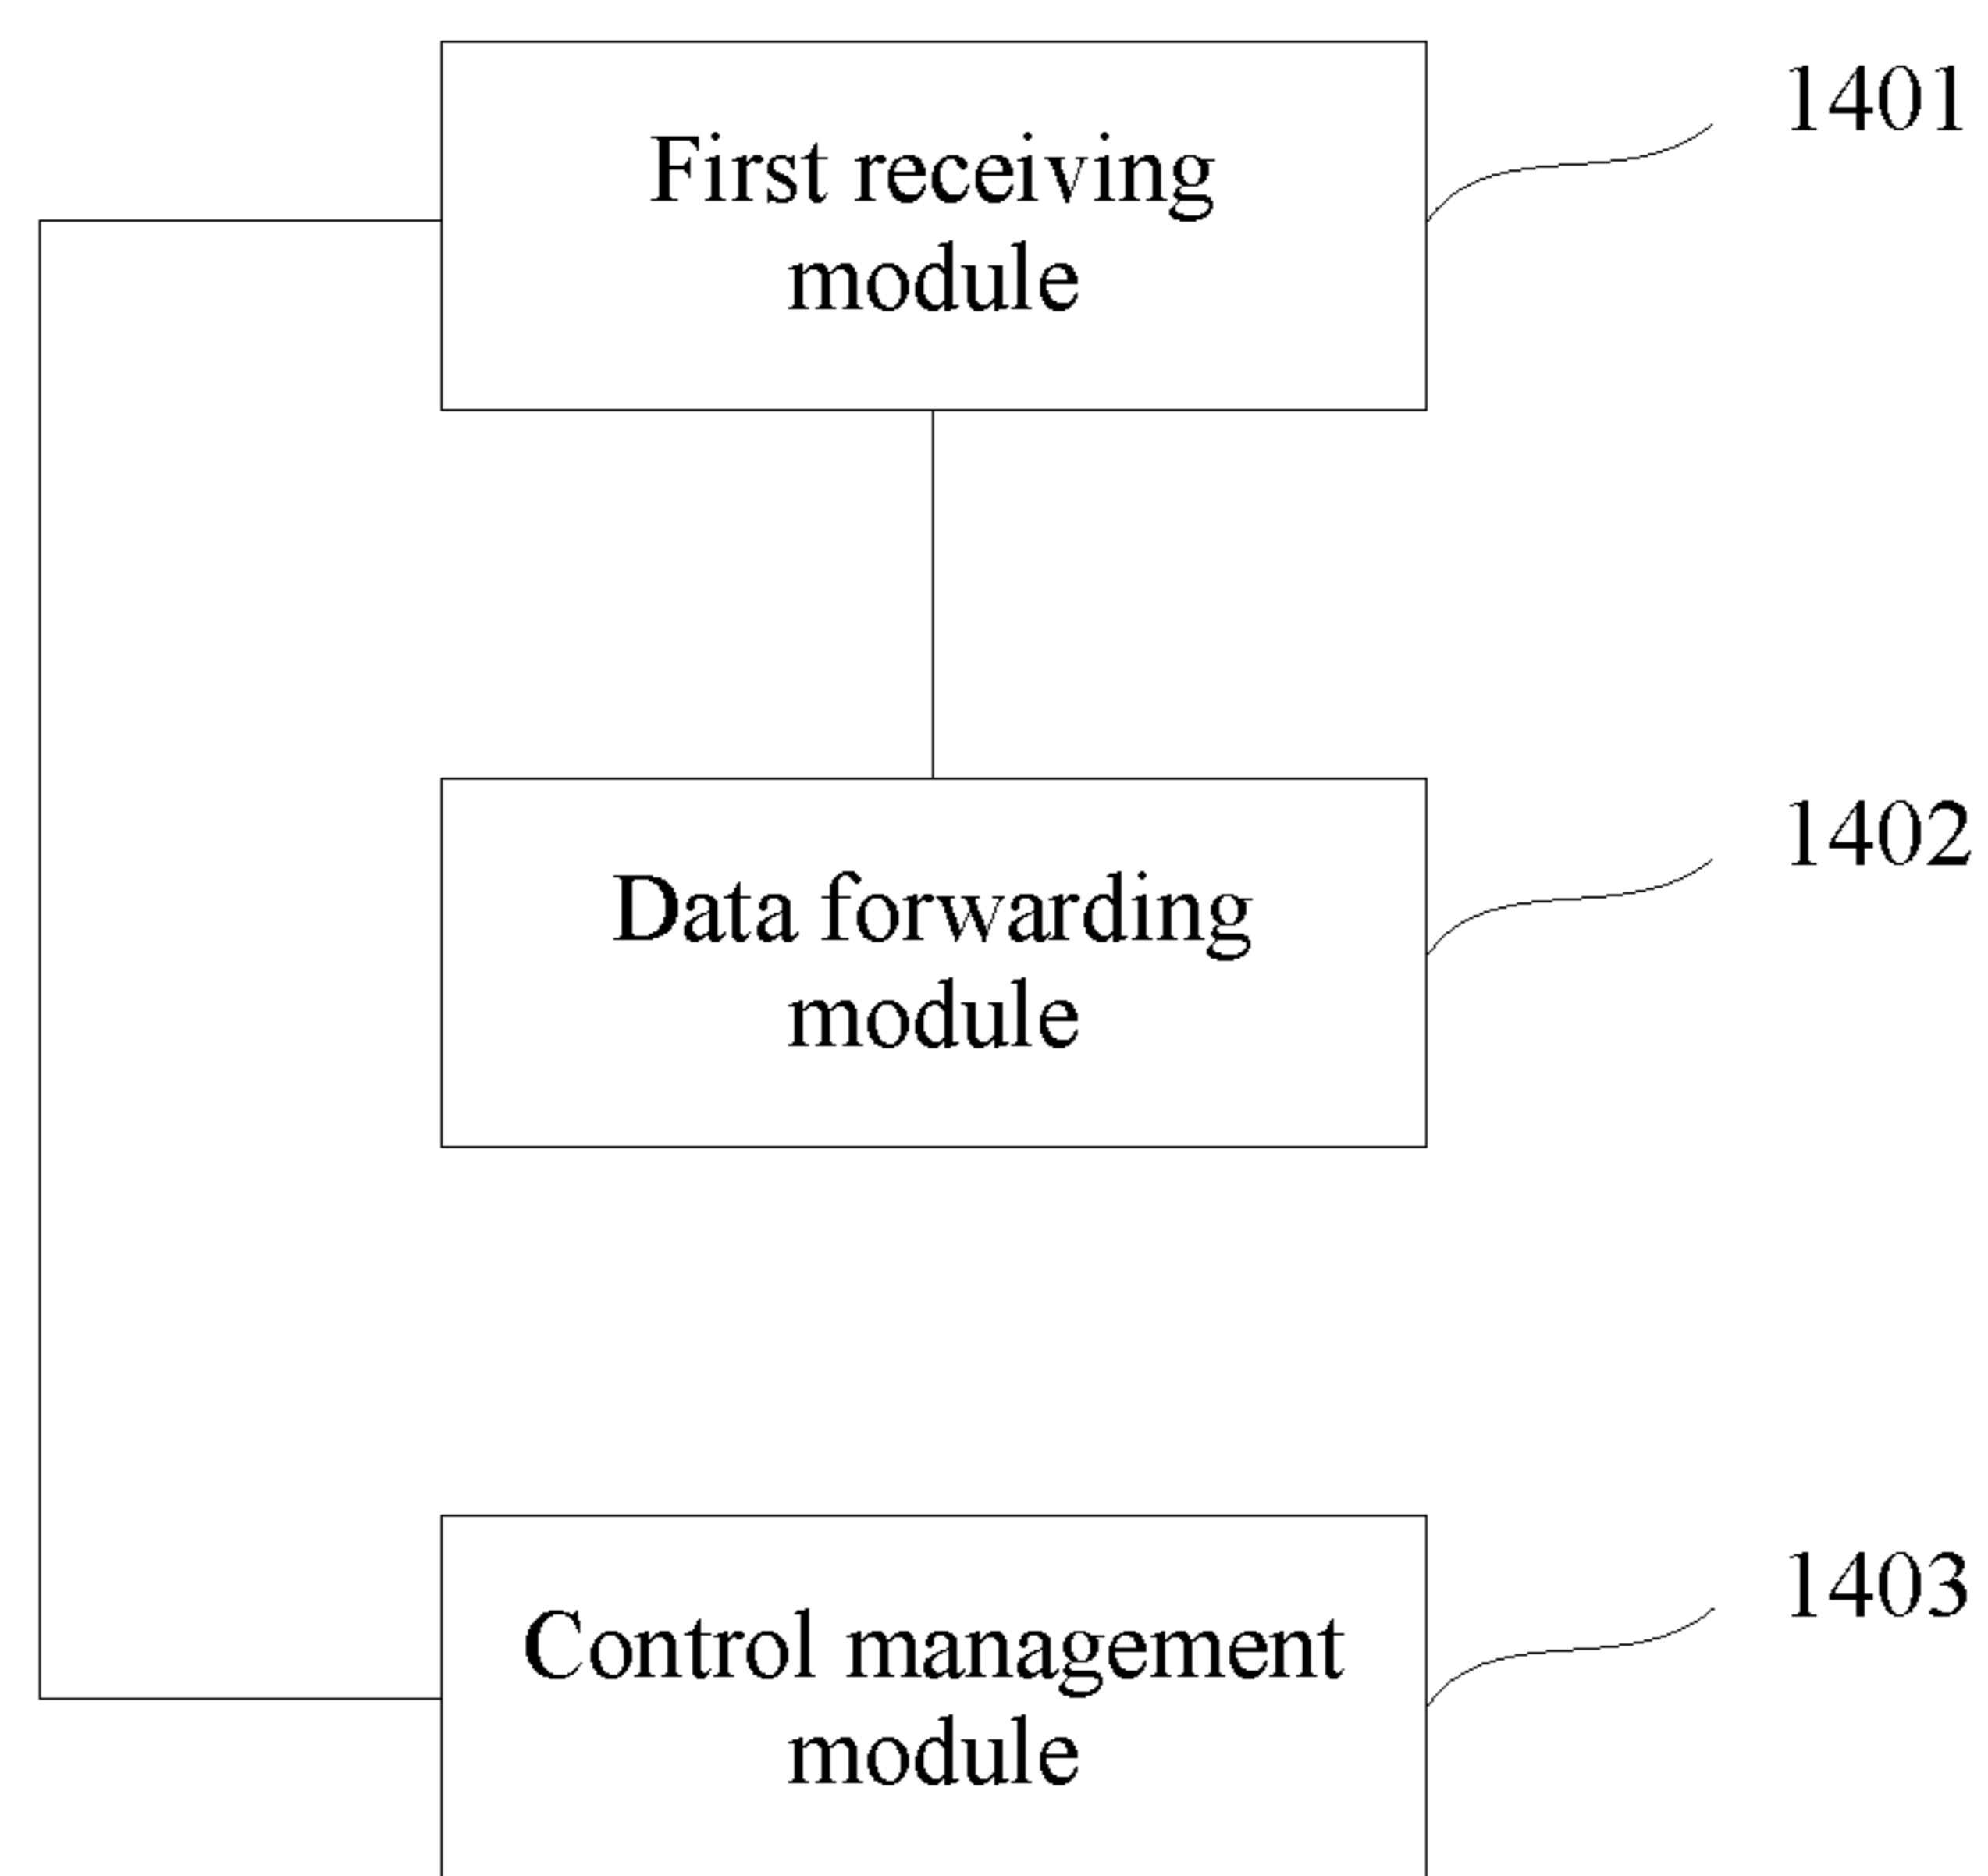 First receiving
module
1401
Data forwarding
module
1402
Control management
module
1403